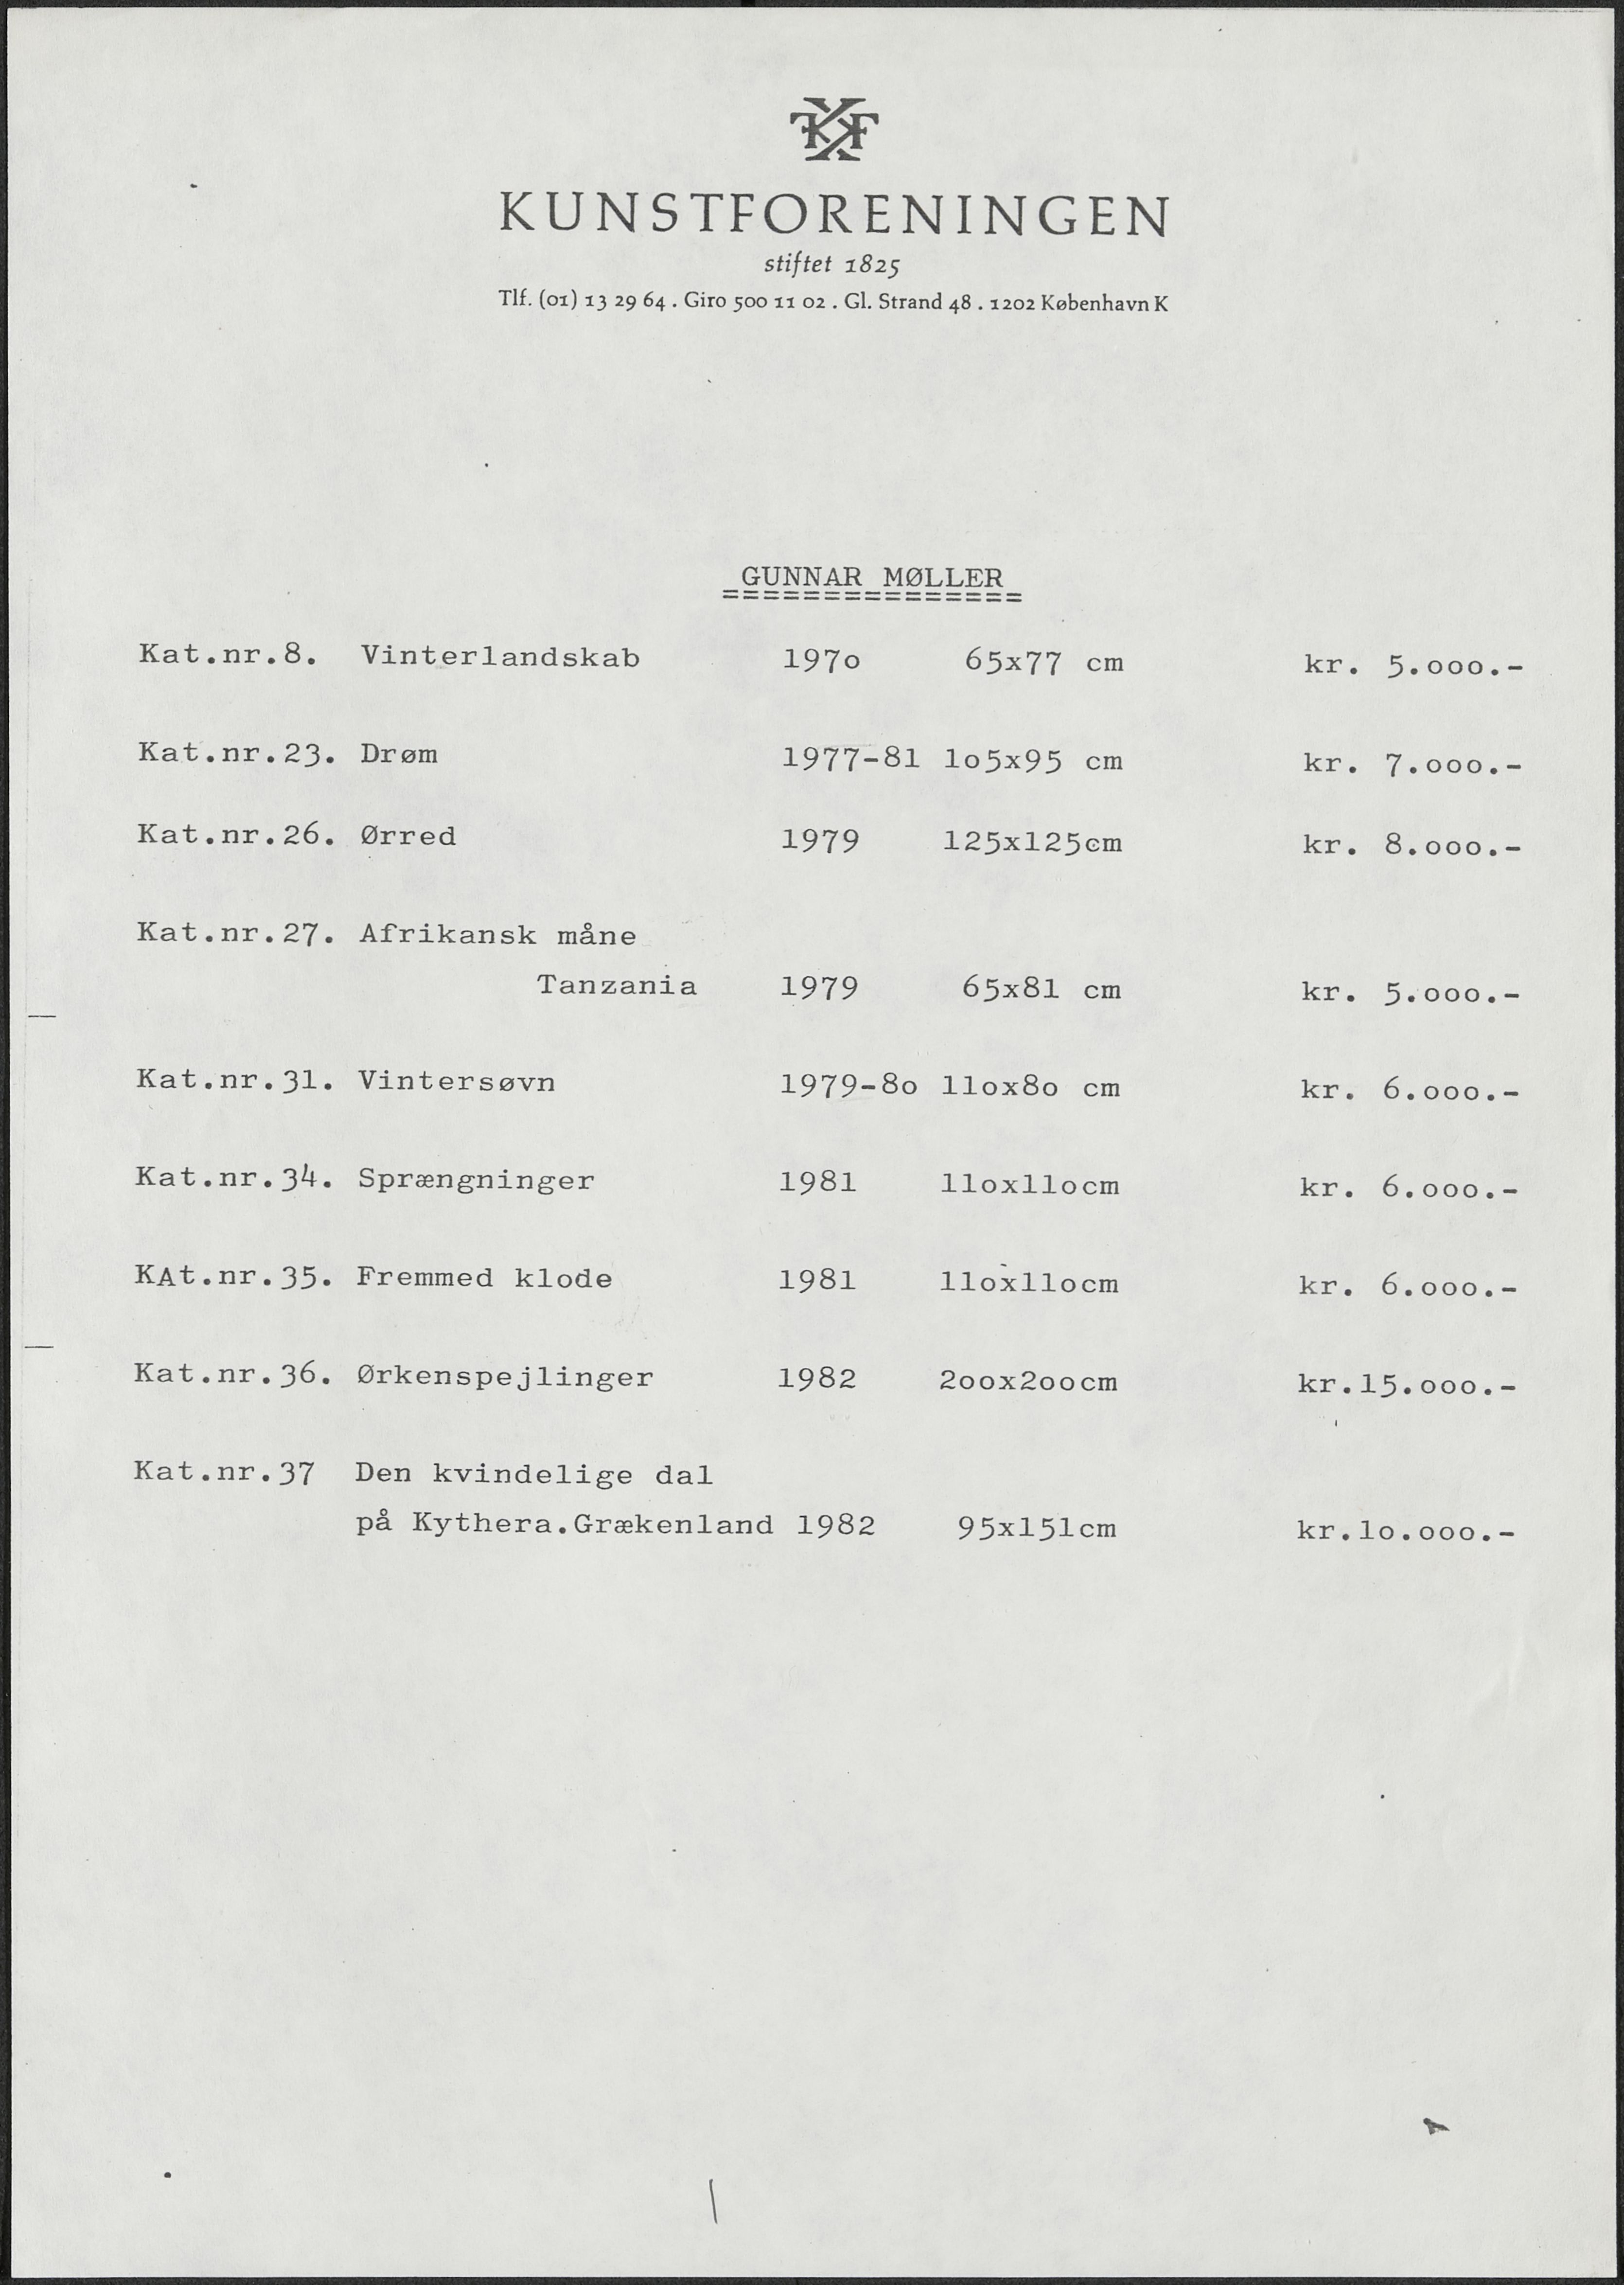 KUNSTFORENINGEN
stiftet 1825
Tlf. (01) 13 29 64 . Giro 500 11 02 . Gl. Strand 48 . 1202 København K
GUNNAR MØLLER
===============
Kat.nr.8. Vinterlandskab 197o 65x77 cm kr. 5.ooo.-
Kat.nr.23. Drøm 1977-81 lo5x95 cm kr. 7.ooo.-
Kat.nr.26. Ørred 1979 125x125cm kr. 8.ooo.-
Kat.nr.27. Afrikansk måne
Tanzania 1979 65x81 cm kr. 5.ooo.-
Kat.nr.31. Vintersøvn 1979-8o llox8o cm kr. 6.ooo.-
Kat.nr.34. Sprængninger 1981 lloxllocm kr. 6.ooo.-
KAt.nr.35. Fremmed klode 1981 lloxllocm kr. 6.ooo.-
Kat.nr.36. Ørkenspejlinger 1982 2oox2oocm kr.15.ooo.-
Kat.nr.37 Den kvindelige dal
på Kythera.Grækenland 1982 95x151cm kr.lo.ooo.-